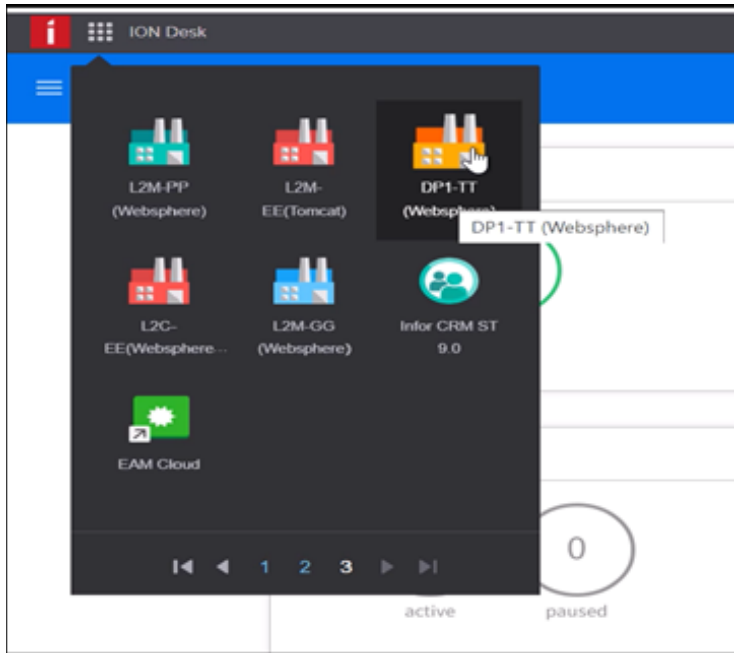 i ION Desk
L2M-PP
(Websphere)
L2M-
EE(Tomcat)
DP1-TT
(Websphere)
DP1-TT (Websphere)
L2C-
EE(Websphere...
L2M-GG
(Websphere)
Infor CRM ST
9.0
EAM Cloud
1 2 3
0
active paused